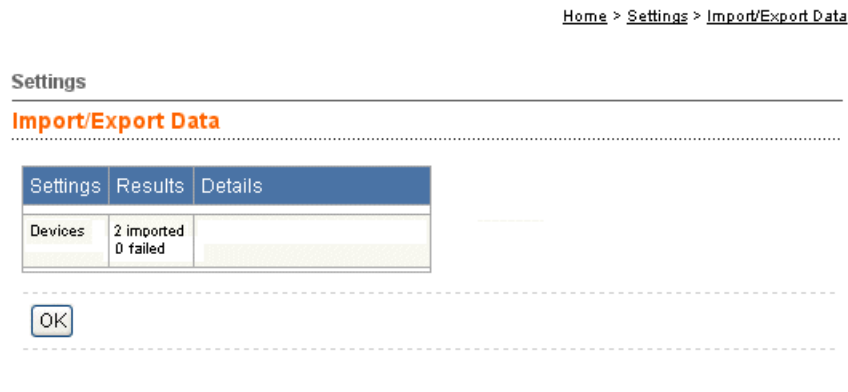 Home > Settings > Import/Export Data
Settings
Import/Export Data
Settings Results Details
Devices 2 imported
0 failed
OK